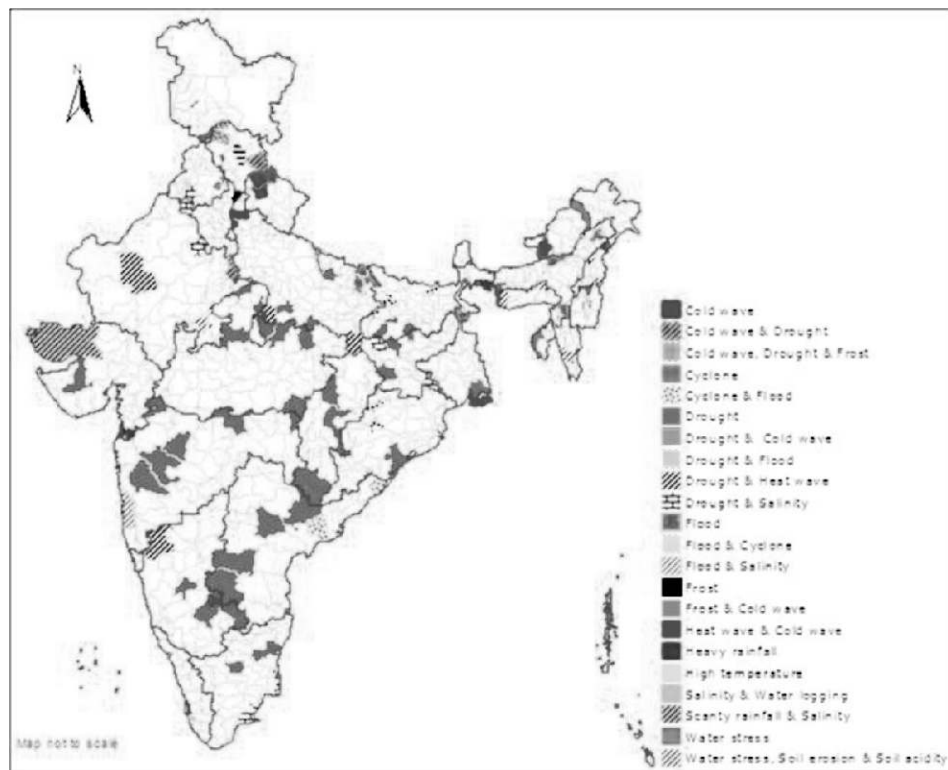 N
Cold wave
Cold wave & Drought
Cold wave, Drought & Frost
Cyclone
Cyclone & Flood
Drought
Drought & Cold wave
Drought & Flood
Drought & Heat wave
Drought & Salinity
Flood
Flood & Cyclone
Flood & Salinity
Frost
Frost & Cold wave
Heat wave & Cold wave
Heavy rainfall
High temperature
Salinity & Water logging
Scanty rainfall & Salinity
Water stress
Water stress, Soil erosion & Soil acidity
Map not to scale